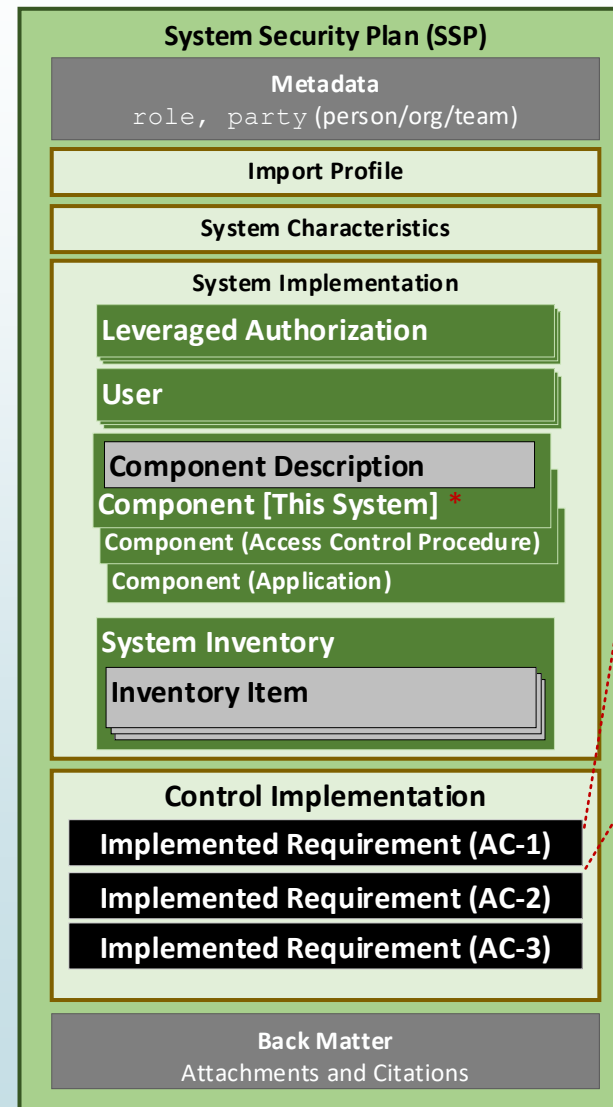 System Security Plan (SSP)
Metadata
role, party (person/org/team)
Import Profile
System Characteristics
System Implementation
Leveraged Authorization
User
Component Description
Component [This System] *
Component (Access Control Procedure)
Component (Application)
System Inventory
Inventory Item
Control Implementation
Implemented Requirement (AC-1)
Implemented Requirement (AC-2)
Implemented Requirement (AC-3)
Back Matter
Attachments and Citations